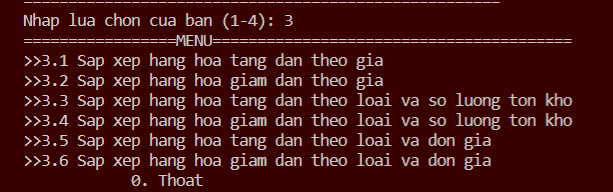 ==================================================
Nhap lua chon cua ban (1-4): 3
================MENU======================================
>>3.1 Sap xep hang hoa tang dan theo gia
>>3.2 Sap xep hang hoa giam dan theo gia
>>3.3 Sap xep hang hoa tang dan theo loai va so luong ton kho
>>3.4 Sap xep hang hoa giam dan theo loai va so luong ton kho
>>3.5 Sap xep hang hoa tang dan theo loai va don gia
>>3.6 Sap xep hang hoa giam dan theo loai va don gia
0. Thoat